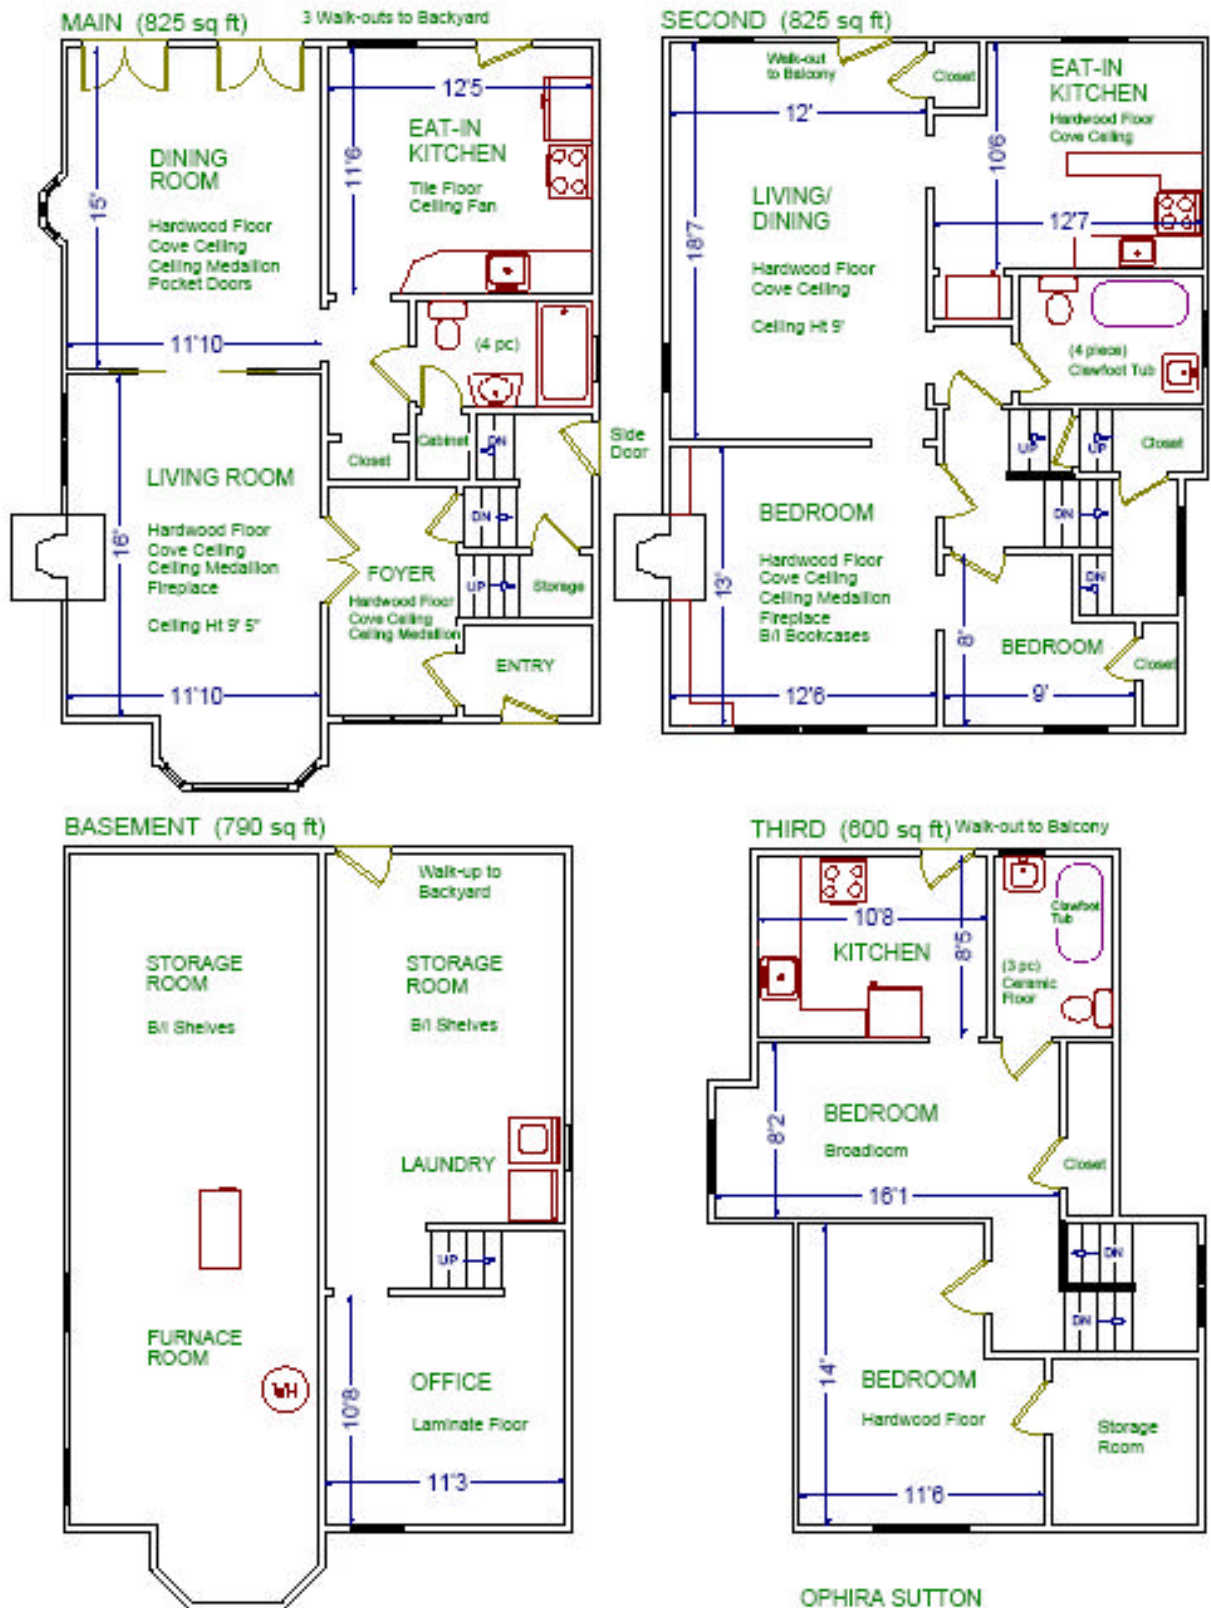 MAIN (825 sq ft)
3 Walk-outs to Backyard
12'5
EAT-IN
KITCHEN
Tile Floor
Ceiling Fan
11'6
DINING
ROOM
Hardwood Floor
Cove Ceiling
Ceiling Medallion
Pocket Doors
15'
11'10
(4 pc)
Cabinet
Closet
DN
Side
Door
LIVING ROOM
Hardwood Floor
Cove Ceiling
Ceiling Medallion
Fireplace
Ceiling Ht 9' 5"
16'
11'10
DN
FOYER
Hardwood Floor
Cove Ceiling
Ceiling Medallion
UP
Storage
ENTRY
SECOND (825 sq ft)
Walk-out
to Balcony
Closet
12'
EAT-IN
KITCHEN
Hardwood Floor
Cove Ceiling
10'6
12'7
LIVING/
DINING
Hardwood Floor
Cove Ceiling
Ceiling Ht 9'
18'7
(4 piece)
Clawfoot Tub
UP
UP
Closet
DN
DN
BEDROOM
Hardwood Floor
Cove Ceiling
Ceiling Medallion
Fireplace
B/I Bookcases
13'
12'6
BEDROOM
8'
9'
Closet
BASEMENT (790 sq ft)
Walk-up to
Backyard
STORAGE
ROOM
B/I Shelves
STORAGE
ROOM
B/I Shelves
LAUNDRY
UP
FURNACE
ROOM
WH
OFFICE
Laminate Floor
10'8
11'3
THIRD (600 sq ft)
Walk-out to Balcony
10'8
KITCHEN
8'5
Clawfoot
Tub
(3 pc)
Ceramic
Floor
BEDROOM
Broadloom
8'2
16'1
Closet
DN
DN
BEDROOM
Hardwood Floor
14'
11'6
Storage
Room
OPHIRA SUTTON